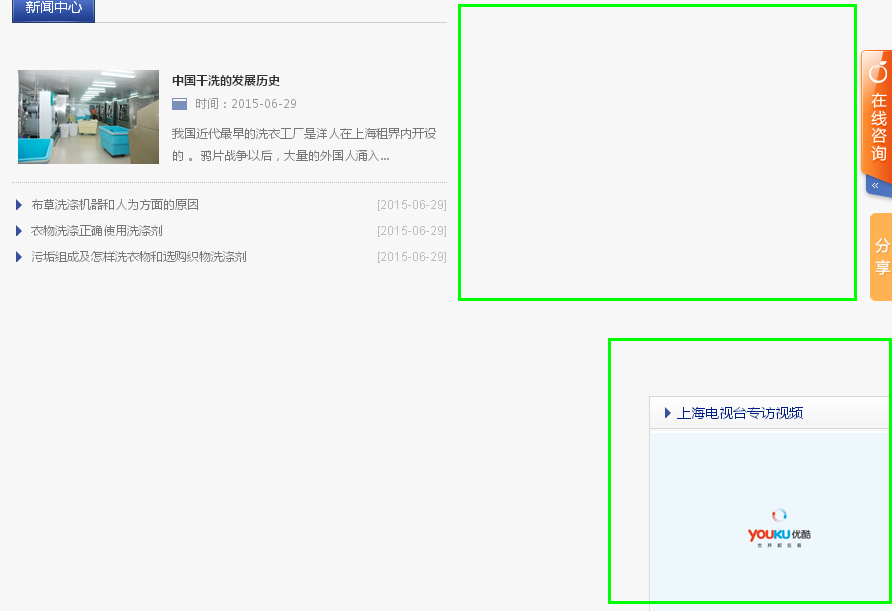 新闻中心
中国干洗的发展历史
时间：2015-06-29
我国近代最早的洗衣工厂是洋人在上海租界内开设
的 。鸦片战争以后，大量的外国人涌入...
布草洗涤机器和人为方面的原因 [2015-06-29]
衣物洗涤正确使用洗涤剂 [2015-06-29]
污垢组成及怎样洗衣物和选购织物洗涤剂 [2015-06-29]
在线咨询
«
分享
上海电视台专访视频
YOUKU优酷
世界都在看